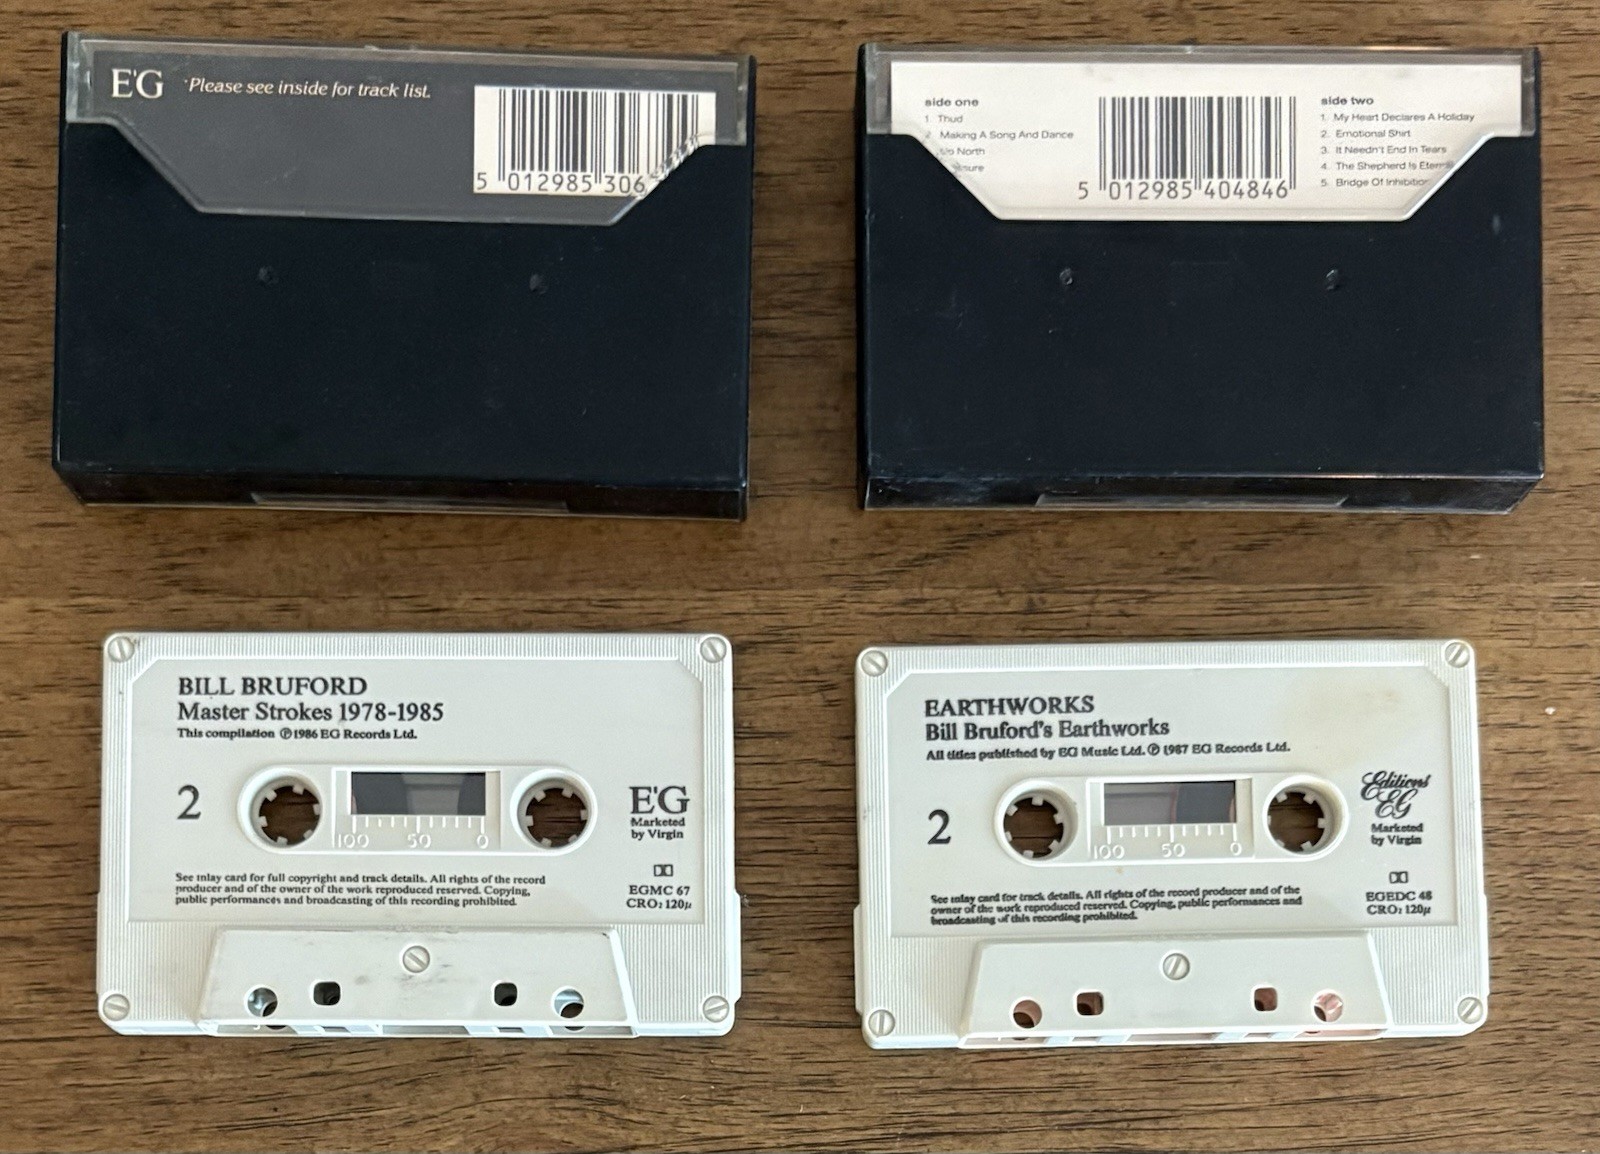 E'G Please see inside for track list.
5 012985 306
side one
1. Thud
2. Making A Song And Dance
Up North
5 012985 404846
side two
1. My Heart Declares A Holiday
2. Emotional Shirt
3. It Needn't End In Tears
4. The Shepherd Is
5. Bridge Of
BILL BRUFORD
Master Strokes 1978-1985
This compilation ℗ 1986 EG Records Ltd.
2
E'G
Marketed
by Virgin
100 50 0
See inlay card for full copyright and track details. All rights of the record
producer and of the owner of the work reproduced reserved. Copying,
public performances and broadcasting of this recording prohibited.
EGMC 67
CRO₂ 120µ
EARTHWORKS
Bill Bruford's Earthworks
All titles published by EG Music Ltd. ℗ 1987 EG Records Ltd.
2
Editions
EG
Marketed
by Virgin
100 50 0
See inlay card for track details. All rights of the record producer and of the
owner of the work reproduced reserved. Copying, public performances and
broadcasting of this recording prohibited.
EGEDC 48
CRO₂ 120µ